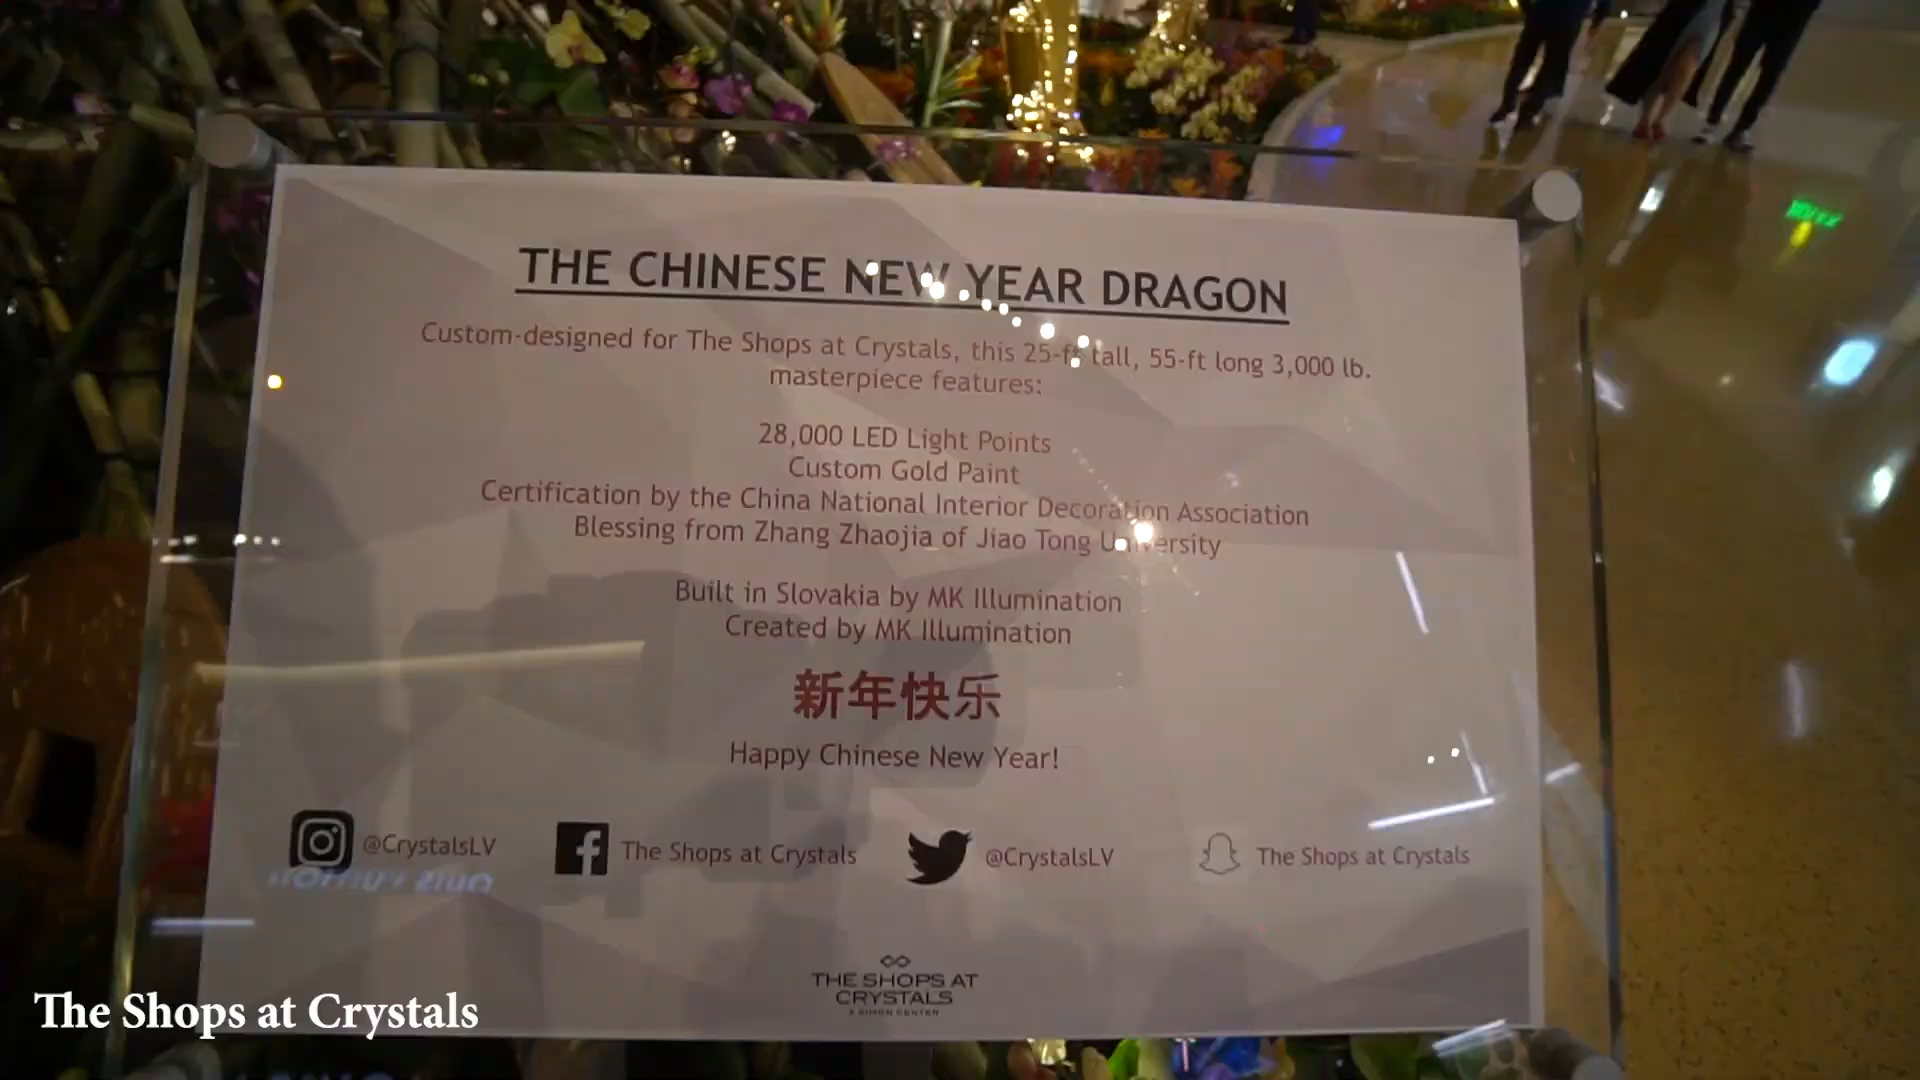 THE CHINESE NEW YEAR DRAGON
Custom-designed for The Shops at Crystals, this 25-ft tall, 55-ft long 3,000 lb.
masterpiece features:
28,000 LED Light Points
Custom Gold Paint
Certification by the China National Interior Decoration Association
Blessing from Zhang Zhaojia of Jiao Tong University
Built in Slovakia by MK Illumination
Created by MK Illumination
新年快乐
Happy Chinese New Year!
@CrystalsLV
The Shops at Crystals
@CrystalsLV
The Shops at Crystals
THE SHOPS AT
CRYSTALS
A SIMON CENTER
The Shops at Crystals